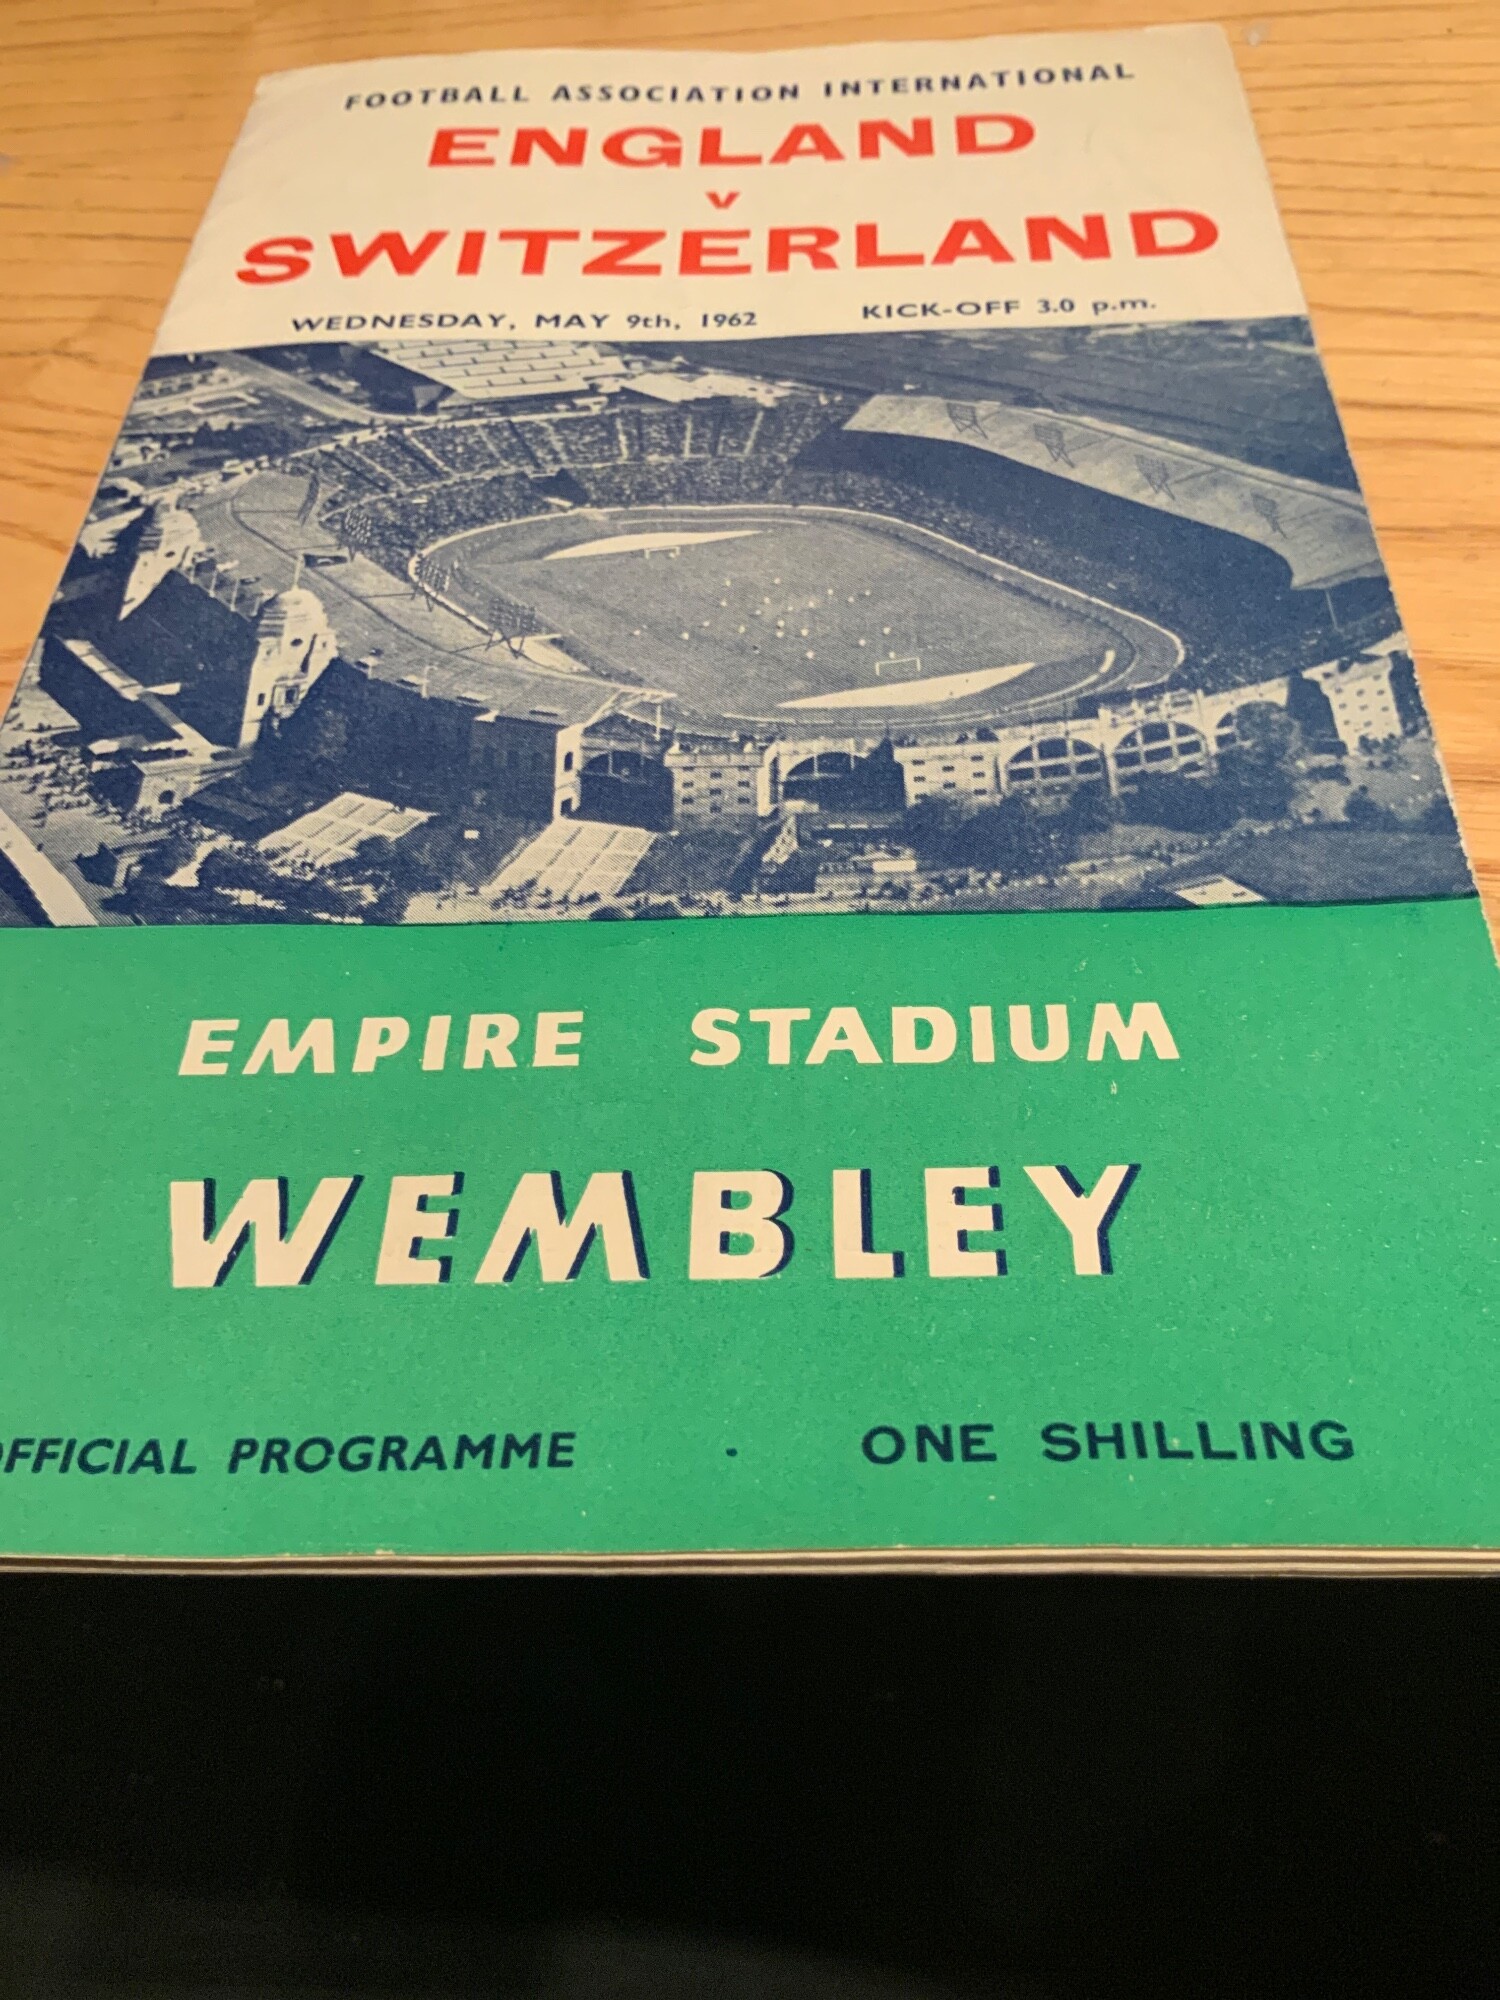 FOOTBALL ASSOCIATION INTERNATIONAL
ENGLAND
v
SWITZERLAND
WEDNESDAY, MAY 9th, 1962 KICK-OFF 3.0 p.m.
EMPIRE STADIUM
WEMBLEY
OFFICIAL PROGRAMME · ONE SHILLING